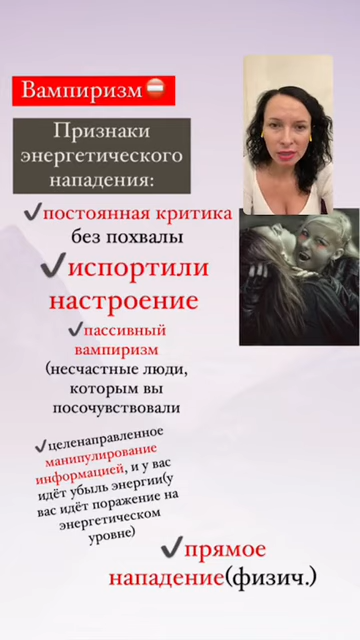 Вампиризм⛔
Признаки
энергетического
нападения:
✔постоянная критика
без похвалы
✔испортили
настроение
✔пассивный
вампиризм
(несчастные люди,
которым вы
посочувствовали
✔целенаправленное
манипулирование
информацией, и у вас
идёт убыль энергии(у
вас идёт поражение на
энергетическом
уровне)
✔прямое
нападение(физич.)